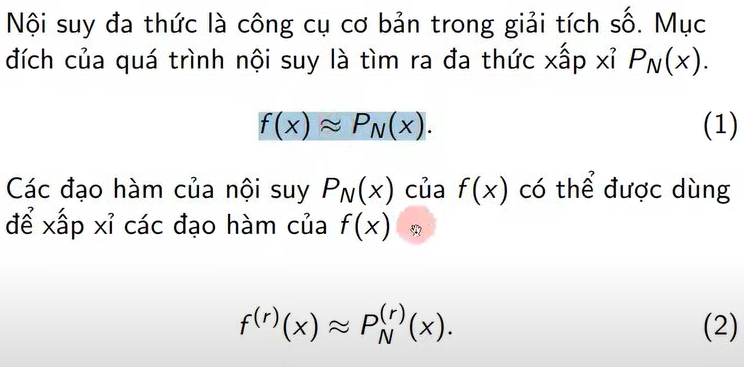 Nội suy đa thức là công cụ cơ bản trong giải tích số. Mục
đích của quá trình nội suy là tìm ra đa thức xấp xỉ P_N(x).
f(x) ≈ P_N(x). (1)
Các đạo hàm của nội suy P_N(x) của f(x) có thể được dùng
để xấp xỉ các đạo hàm của f(x)
f^(r)(x) ≈ P_N^(r)(x). (2)